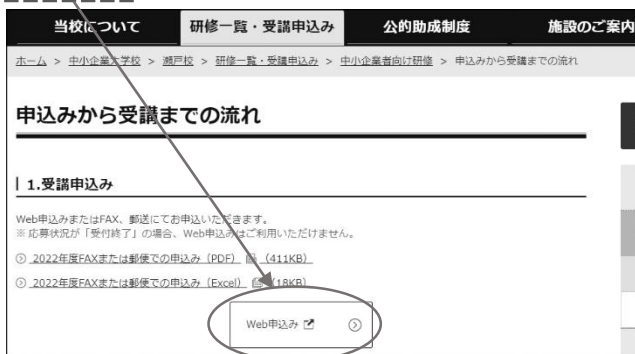 当校について 研修一覧・受講申込み 公的助成制度 施設のご案内
ホーム > 中小企業大学校 > 瀬戸校 > 研修一覧・受講申込み > 中小企業者向け研修 > 申込みから受講までの流れ
申込みから受講までの流れ
1.受講申込み
Web申込みまたはFAX、郵送にてお申込いただきます。
※ 応募状況が「受付終了」の場合、Web申込みはご利用いただけません。
2022年度FAXまたは郵便での申込み（PDF）（411KB）
2022年度FAXまたは郵便での申込み（Excel）（18KB）
Web申込み